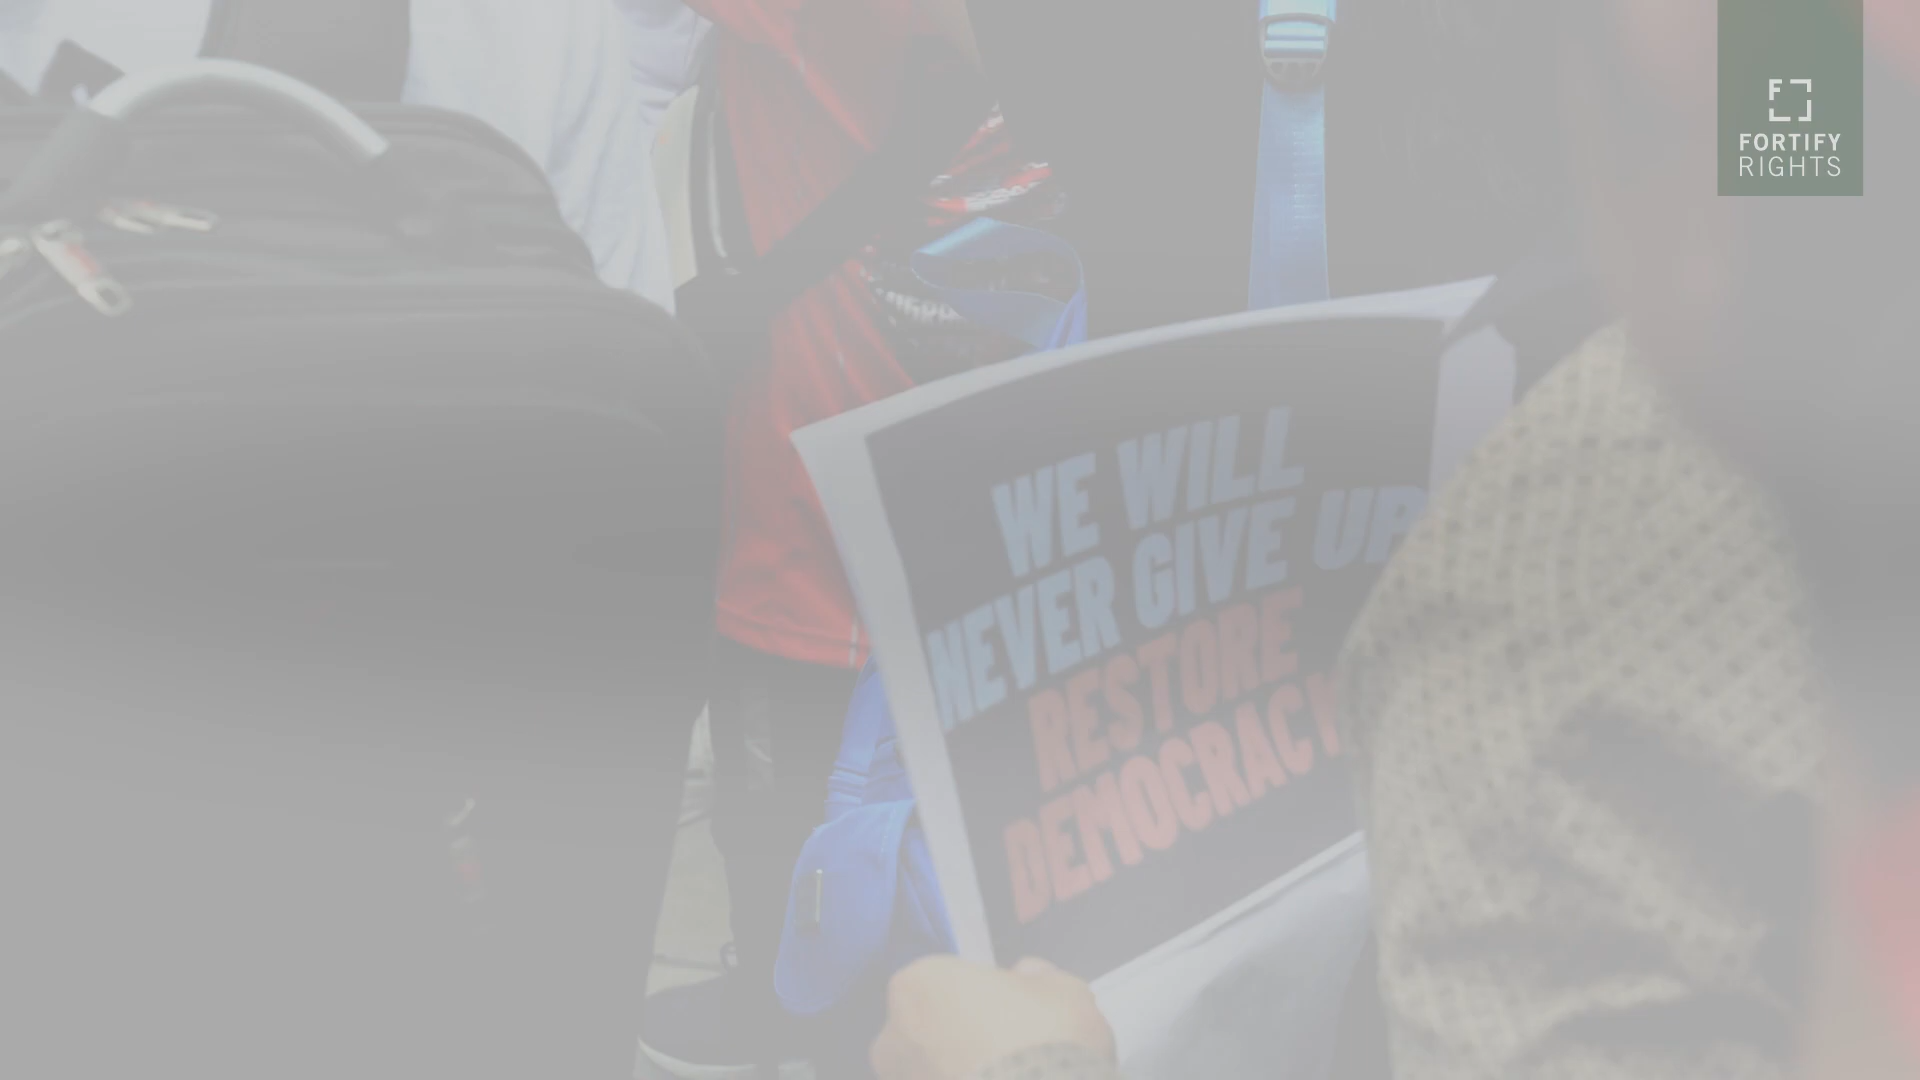 FORTIFY
RIGHTS
WE WILL
NEVER GIVE UP
RESTORE
DEMOCRACY